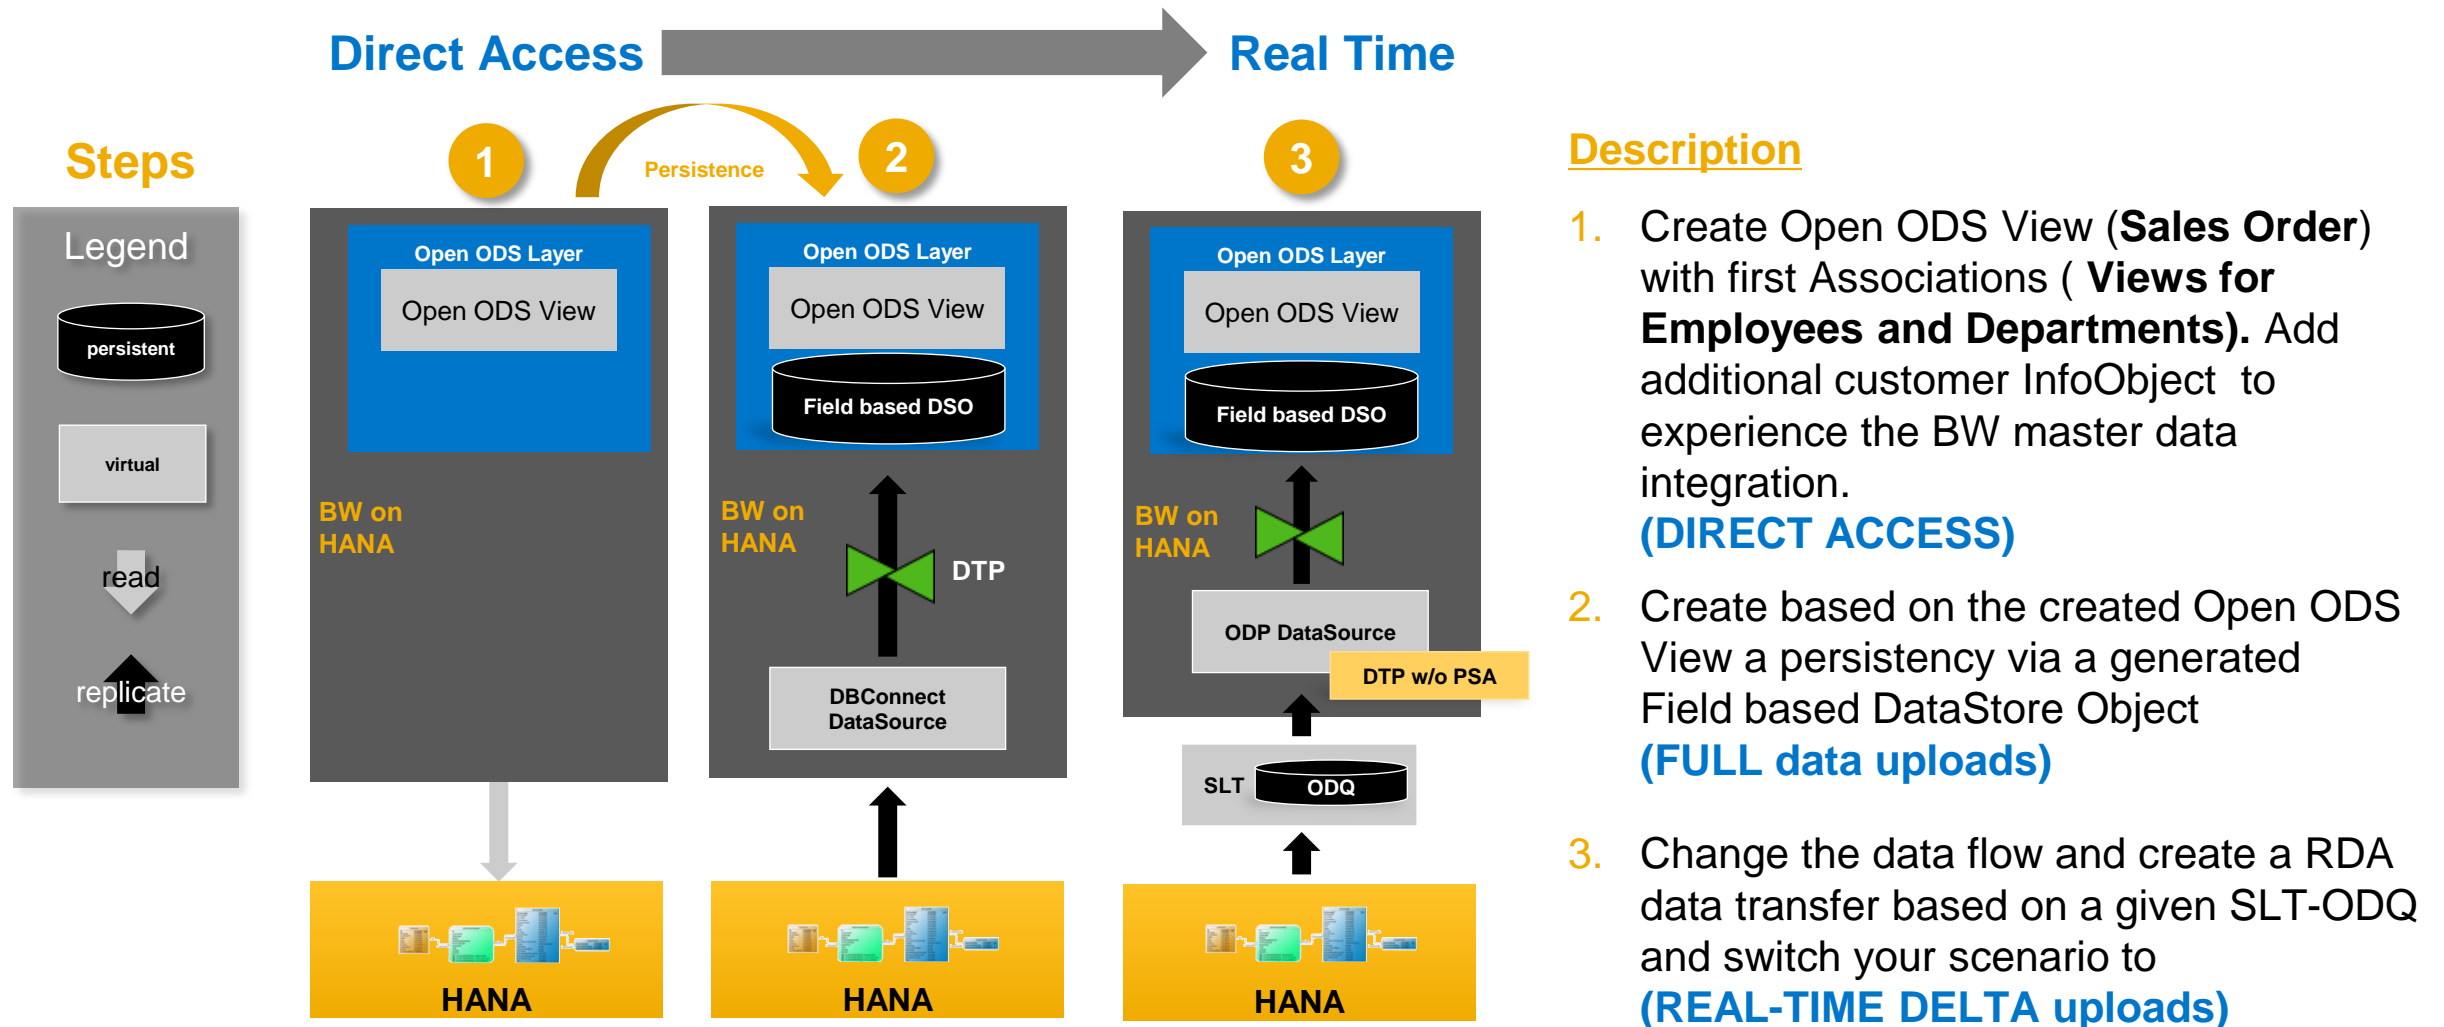 Direct Access
Real Time
Steps
1
Persistence
2
3
Legend
persistent
virtual
read
replicate
Open ODS Layer
Open ODS View
BW on
HANA
HANA
Open ODS Layer
Open ODS View
Field based DSO
BW on
HANA
DTP
DBConnect
DataSource
HANA
Open ODS Layer
Open ODS View
Field based DSO
BW on
HANA
ODP DataSource
DTP w/o PSA
SLT
ODQ
HANA
Description
1. Create Open ODS View (Sales Order)
with first Associations ( Views for
Employees and Departments). Add
additional customer InfoObject to
experience the BW master data
integration.
(DIRECT ACCESS)
2. Create based on the created Open ODS
View a persistency via a generated
Field based DataStore Object
(FULL data uploads)
3. Change the data flow and create a RDA
data transfer based on a given SLT-ODQ
and switch your scenario to
(REAL-TIME DELTA uploads)